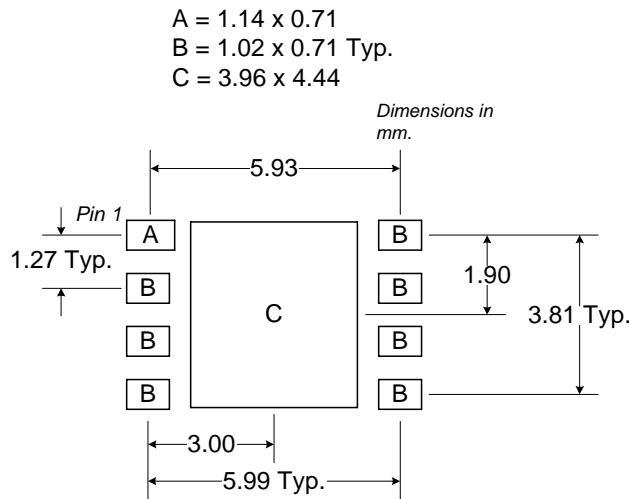 A = 1.14 x 0.71
B = 1.02 x 0.71 Typ.
C = 3.96 x 4.44
Dimensions in
mm.
5.93
Pin 1
A
B
1.27 Typ.
1.90
B
B
C
3.81 Typ.
B
B
B
B
3.00
5.99 Typ.